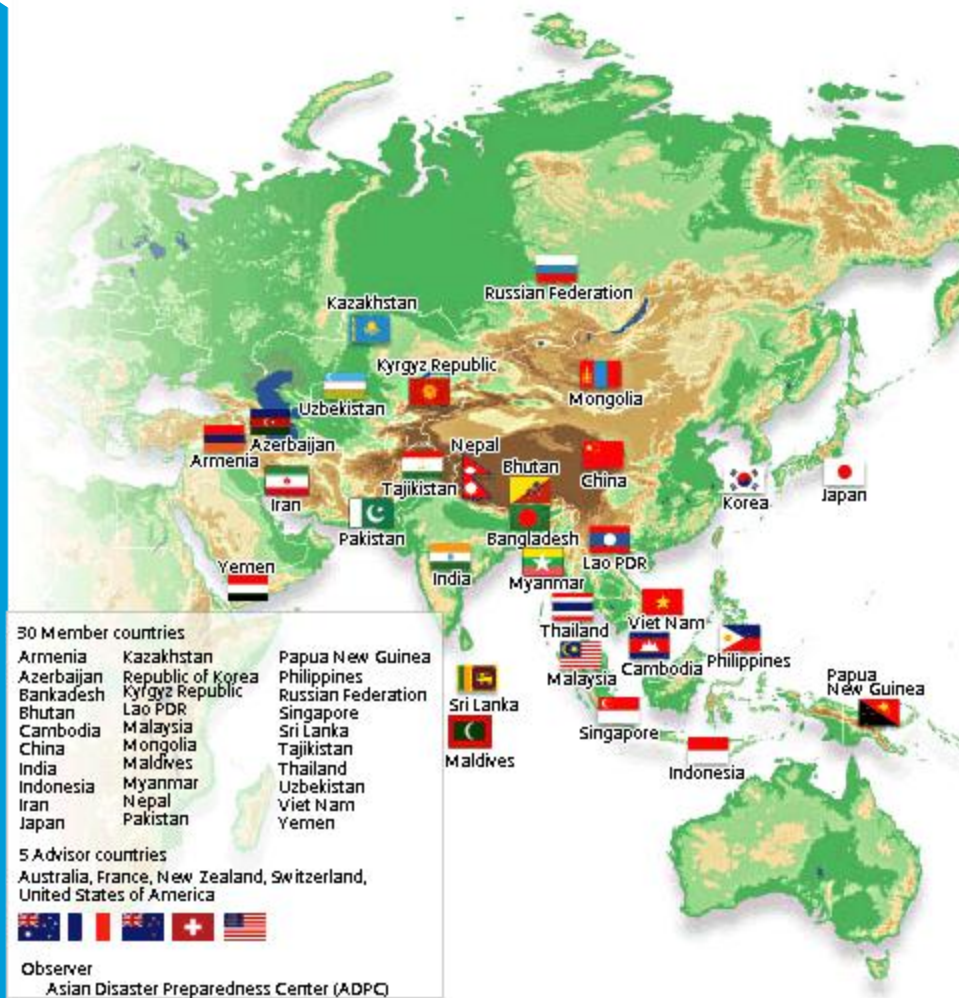 Russian Federation
Kazakhstan
Kyrgyz Republic
Mongolia
Uzbekistan
Azerbaijan
Armenia
Nepal
Bhutan
China
Tajikistan
Iran
Korea
Japan
Pakistan
Bangladesh
Lao PDR
Yemen
India
Myanmar
Thailand
Viet Nam
Malaysia
Cambodia
Philippines
Papua
New Guinea
Sri Lanka
Singapore
Maldives
Indonesia
30 Member countries
Armenia
Azerbaijan
Bankadesh
Bhutan
Cambodia
China
India
Indonesia
Iran
Japan
Kazakhstan
Republic of Korea
Kyrgyz Republic
Lao PDR
Malaysia
Mongolia
Maldives
Myanmar
Nepal
Pakistan
Papua New Guinea
Philippines
Russian Federation
Singapore
Sri Lanka
Tajikistan
Thailand
Uzbekistan
Viet Nam
Yemen
5 Advisor countries
Australia, France, New Zealand, Switzerland,
United States of America
Observer
Asian Disaster Preparedness Center (ADPC)